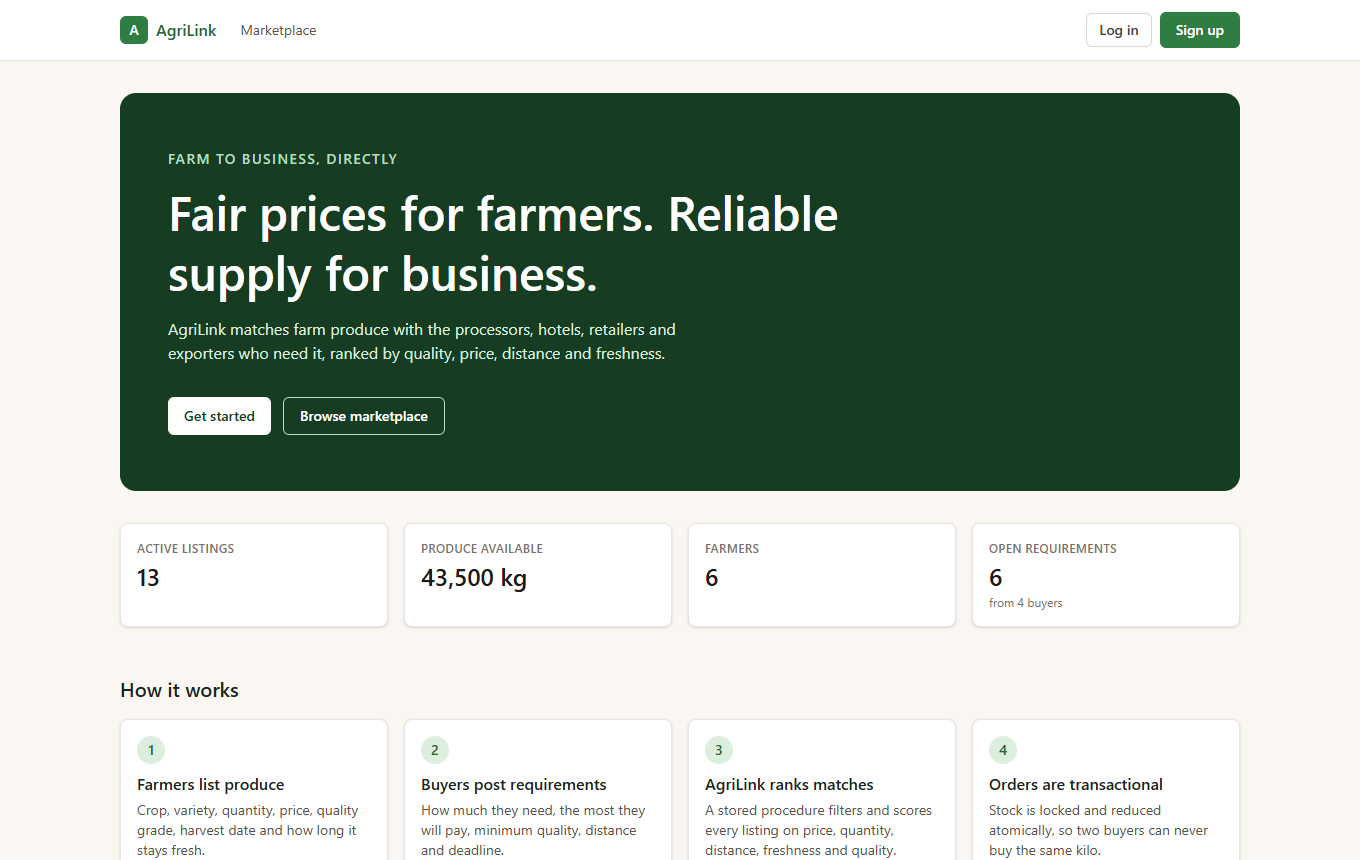 A AgriLink Marketplace Log in Sign up
FARM TO BUSINESS, DIRECTLY
Fair prices for farmers. Reliable
supply for business.
AgriLink matches farm produce with the processors, hotels, retailers and
exporters who need it, ranked by quality, price, distance and freshness.
Get started Browse marketplace
ACTIVE LISTINGS
13
PRODUCE AVAILABLE
43,500 kg
FARMERS
6
OPEN REQUIREMENTS
6
from 4 buyers
How it works
1
Farmers list produce
Crop, variety, quantity, price, quality
grade, harvest date and how long it
stays fresh.
2
Buyers post requirements
How much they need, the most they
will pay, minimum quality, distance
and deadline.
3
AgriLink ranks matches
A stored procedure filters and scores
every listing on price, quantity,
distance, freshness and quality.
4
Orders are transactional
Stock is locked and reduced
atomically, so two buyers can never
buy the same kilo.